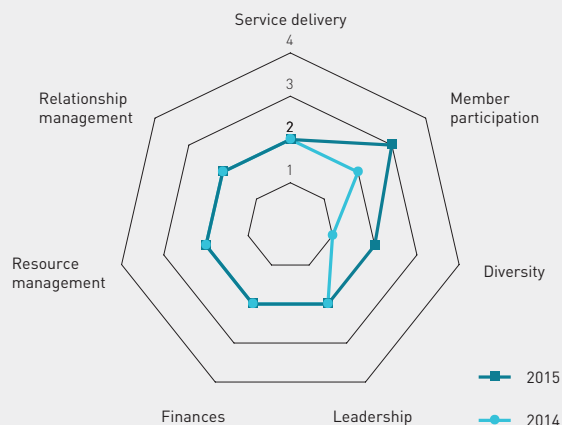 Service delivery
4
Relationship
management
3
Member
participation
2
1
Resource
management
Diversity
2015
Finances
Leadership
2014